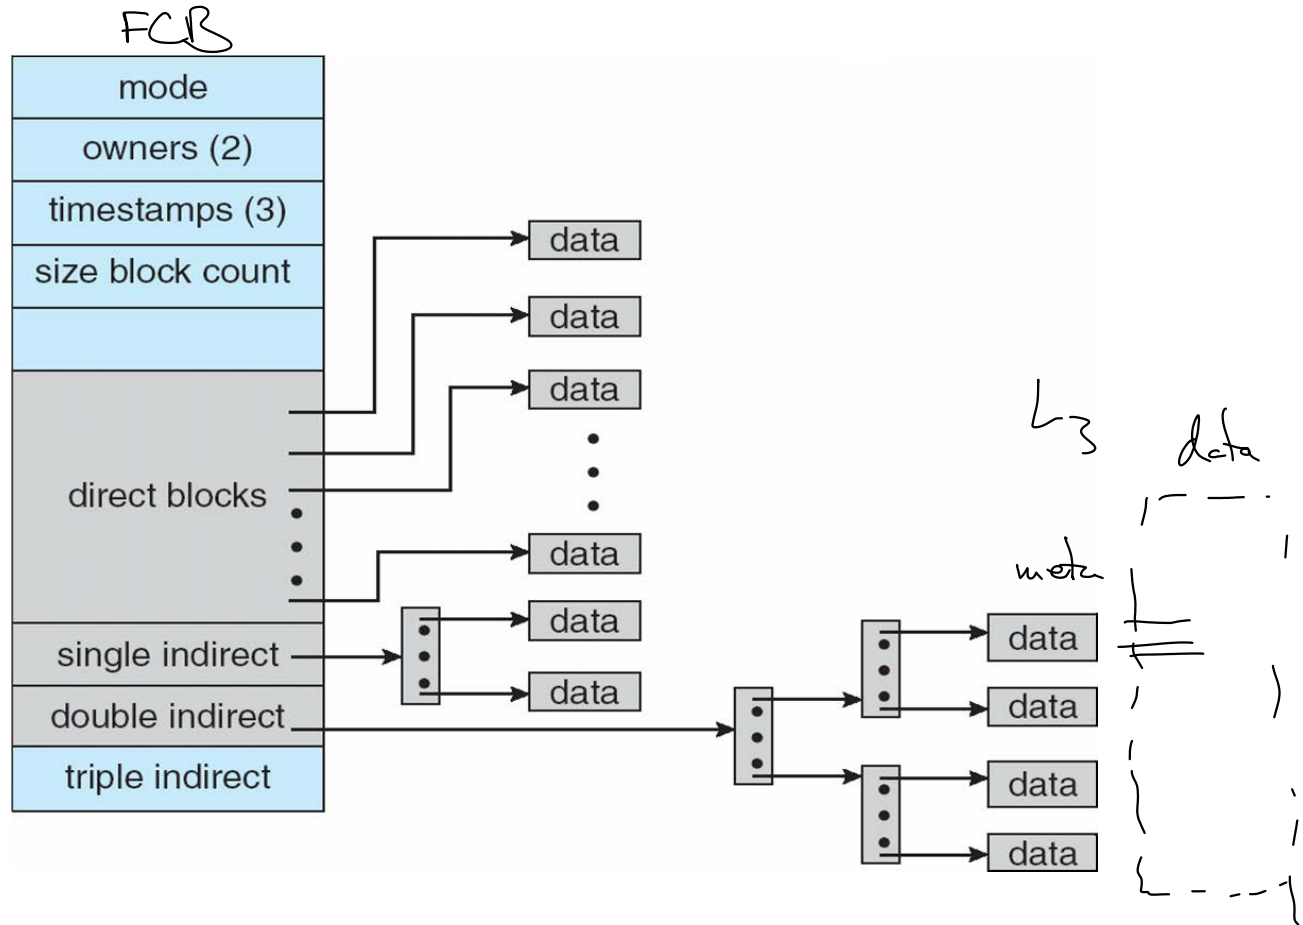 FCB
mode
owners (2)
timestamps (3)
size block count
direct blocks
single indirect
double indirect
triple indirect
data
data
data
data
data
data
L3
data
meta
data
data
data
data